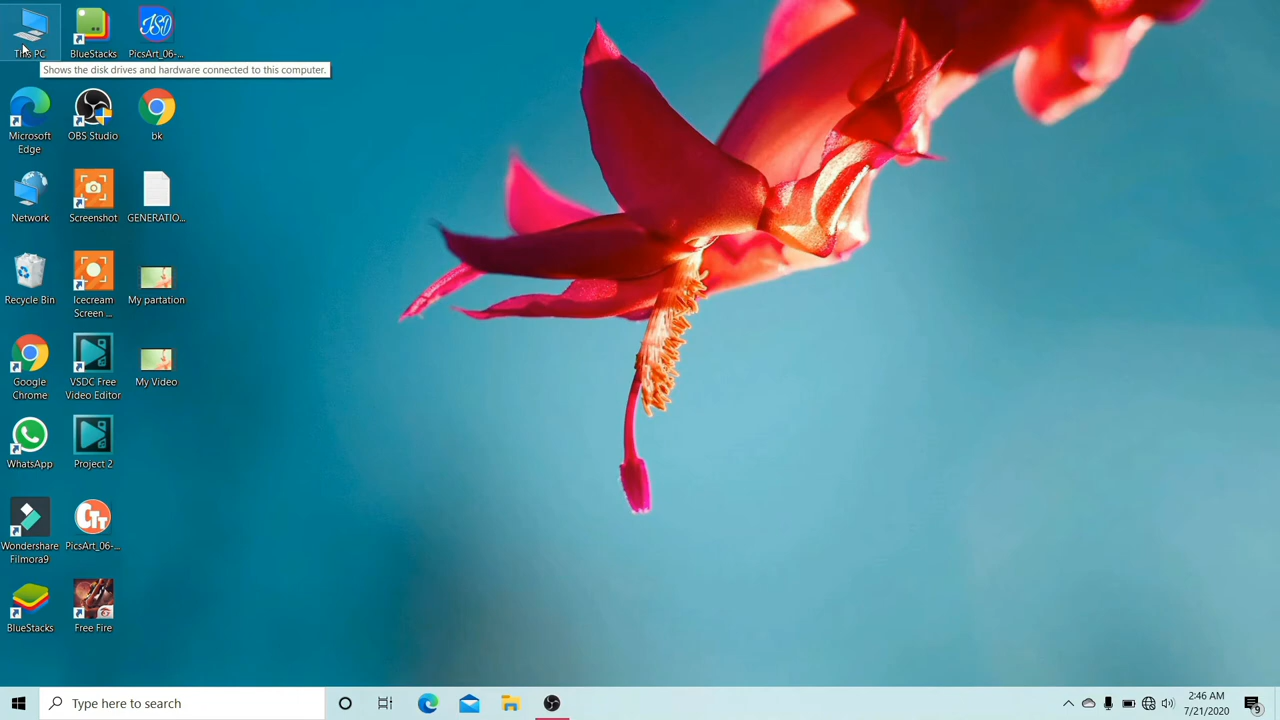 This PC
BlueStacks
PicsArt_06-...
Shows the disk drives and hardware connected to this computer.
Microsoft
Edge
OBS Studio
bk
Network
Screenshot
GENERATIO...
Recycle Bin
Icecream
Screen ...
My partation
Google
Chrome
VSDC Free
Video Editor
My Video
WhatsApp
Project 2
Wondershare
Filmora9
PicsArt_06-...
BlueStacks
Free Fire
Type here to search
2:46 AM
7/21/2020
9